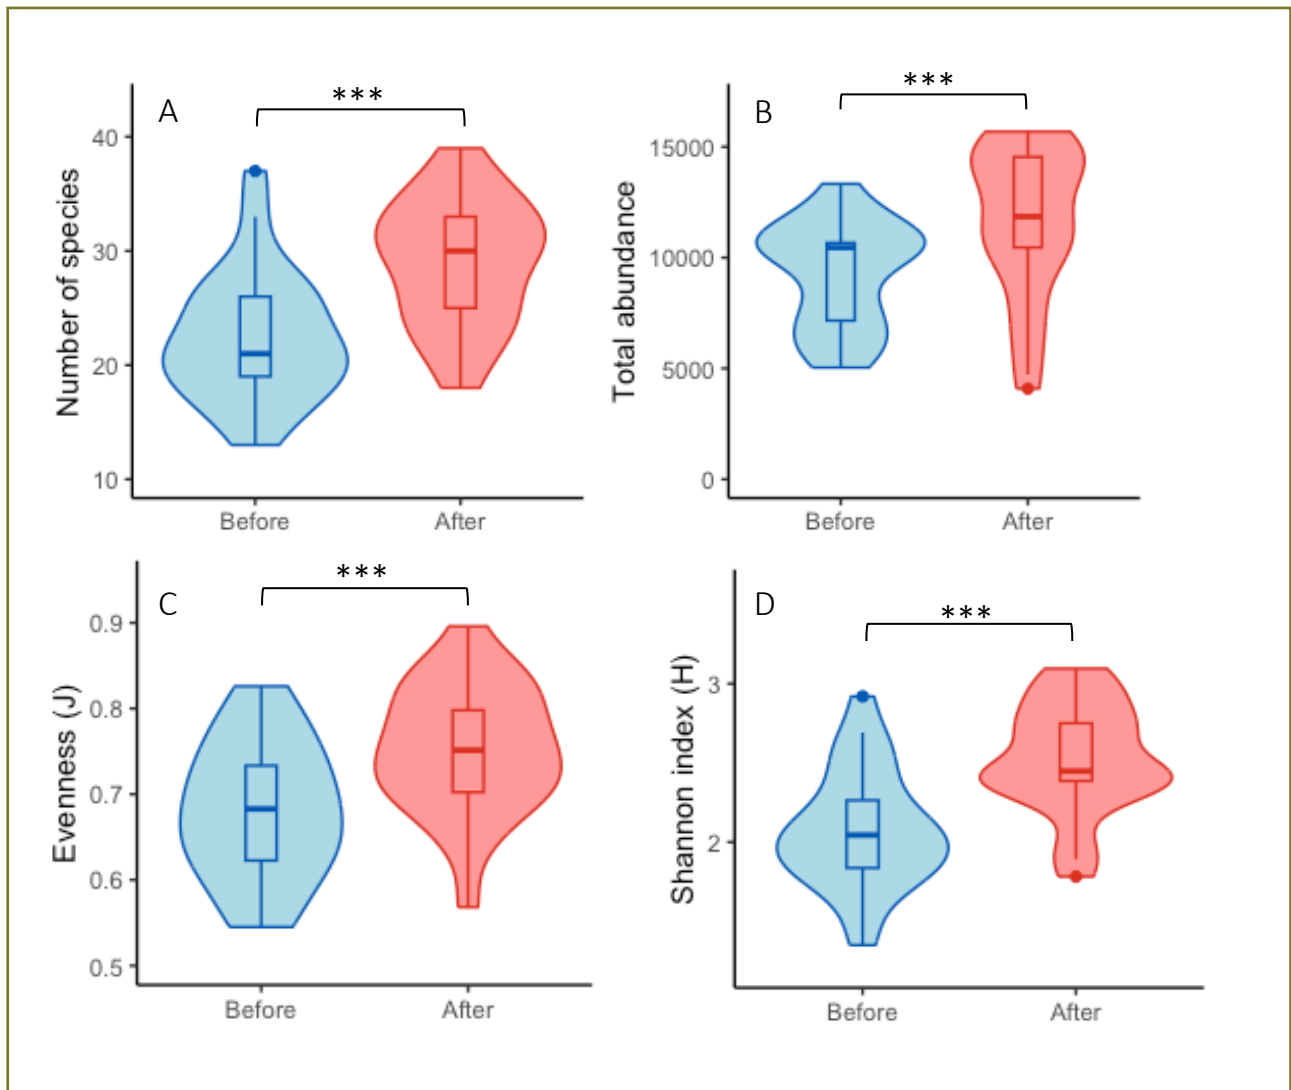 A
***
Number of species
40
30
20
10
Before After
B
***
Total abundance
15000
10000
5000
0
Before After
C
***
Evenness (J)
0.9
0.8
0.7
0.6
0.5
Before After
D
***
Shannon index (H)
3
2
Before After